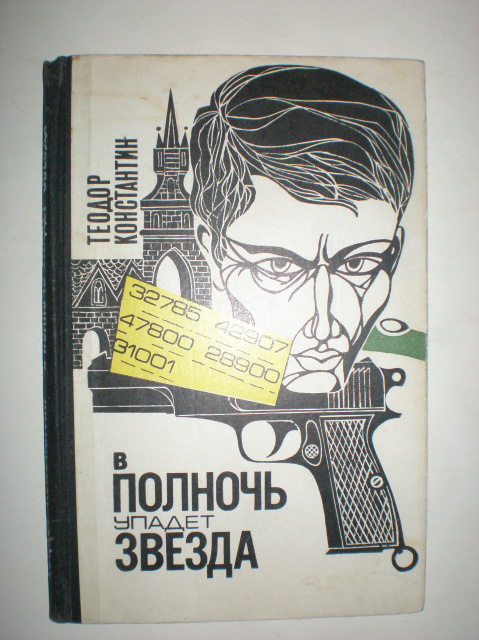 ТЕОДОР
КОНСТАНТИН
32785 42907
47800 28900
31001
В
ПОЛНОЧЬ
УПАДЕТ
ЗВЕЗДА